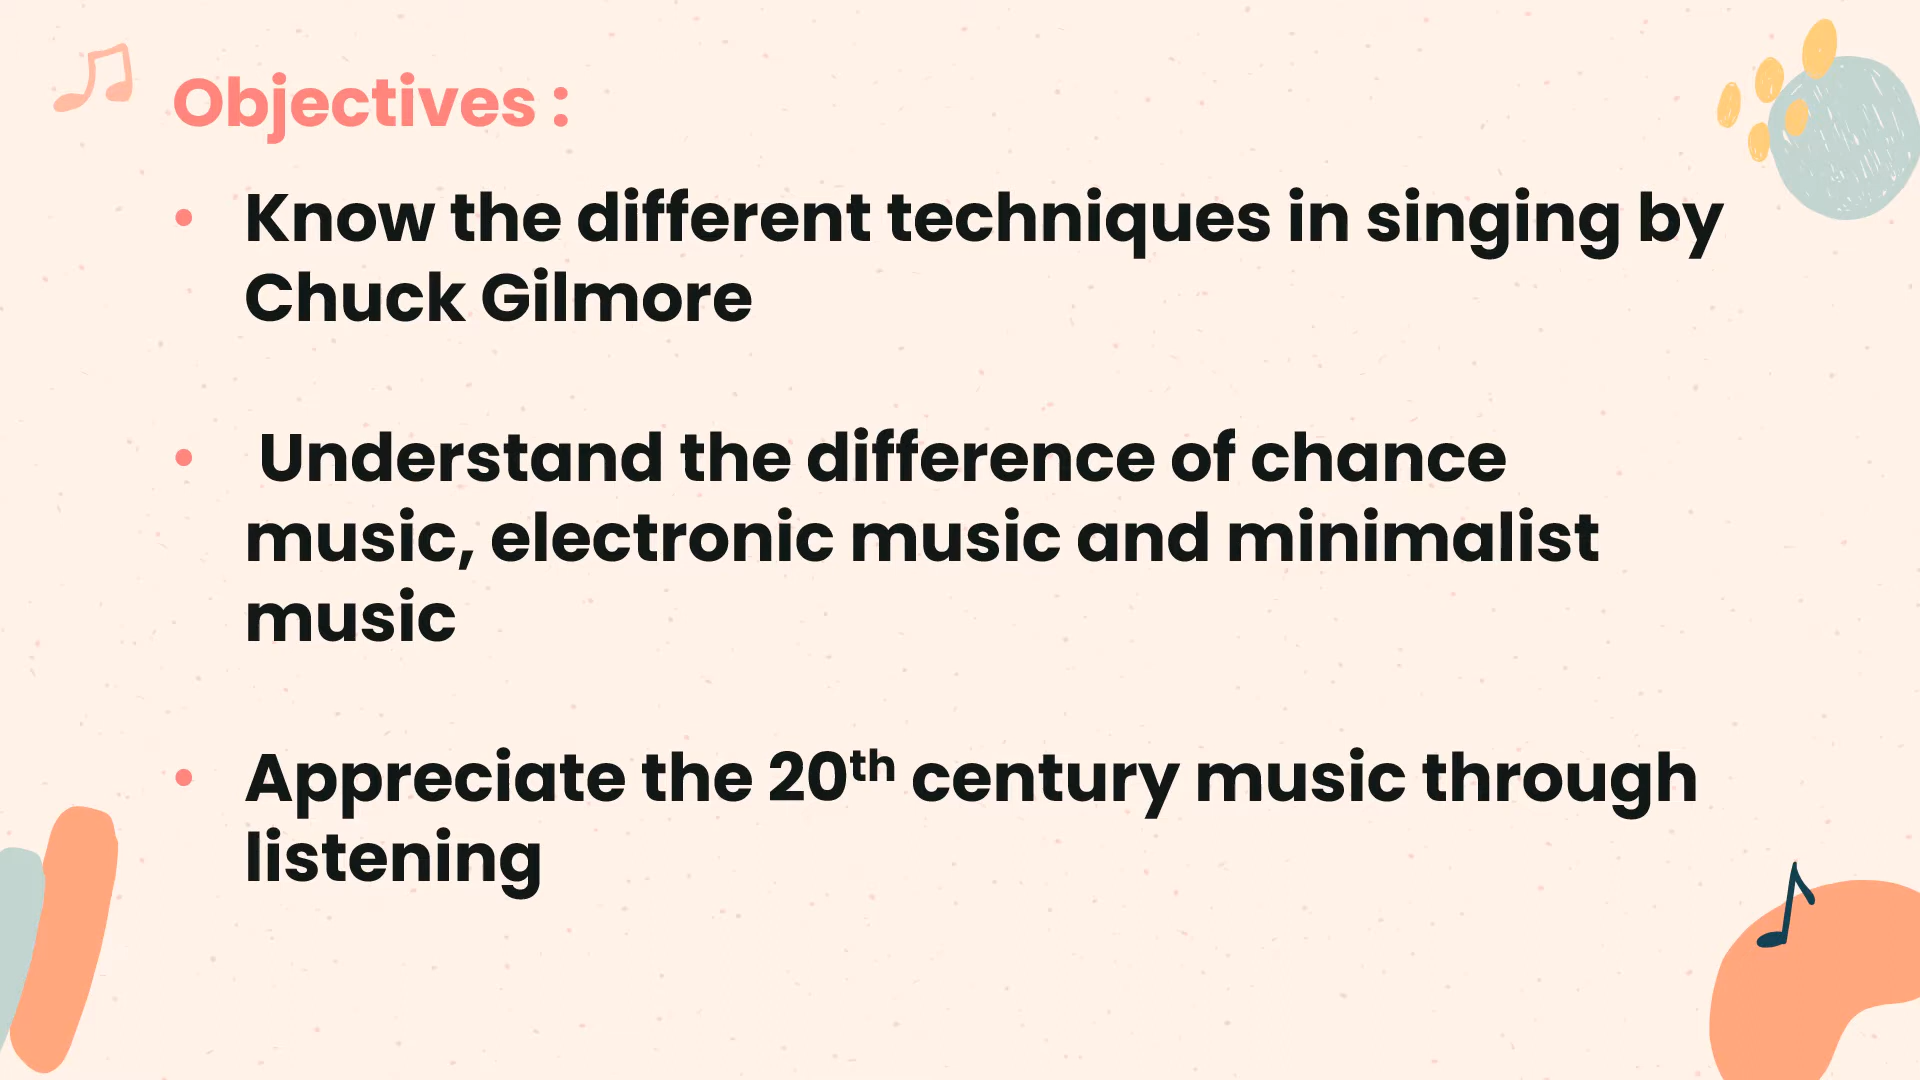 Objectives :
• Know the different techniques in singing by
Chuck Gilmore
• Understand the difference of chance
music, electronic music and minimalist
music
• Appreciate the 20th century music through
listening